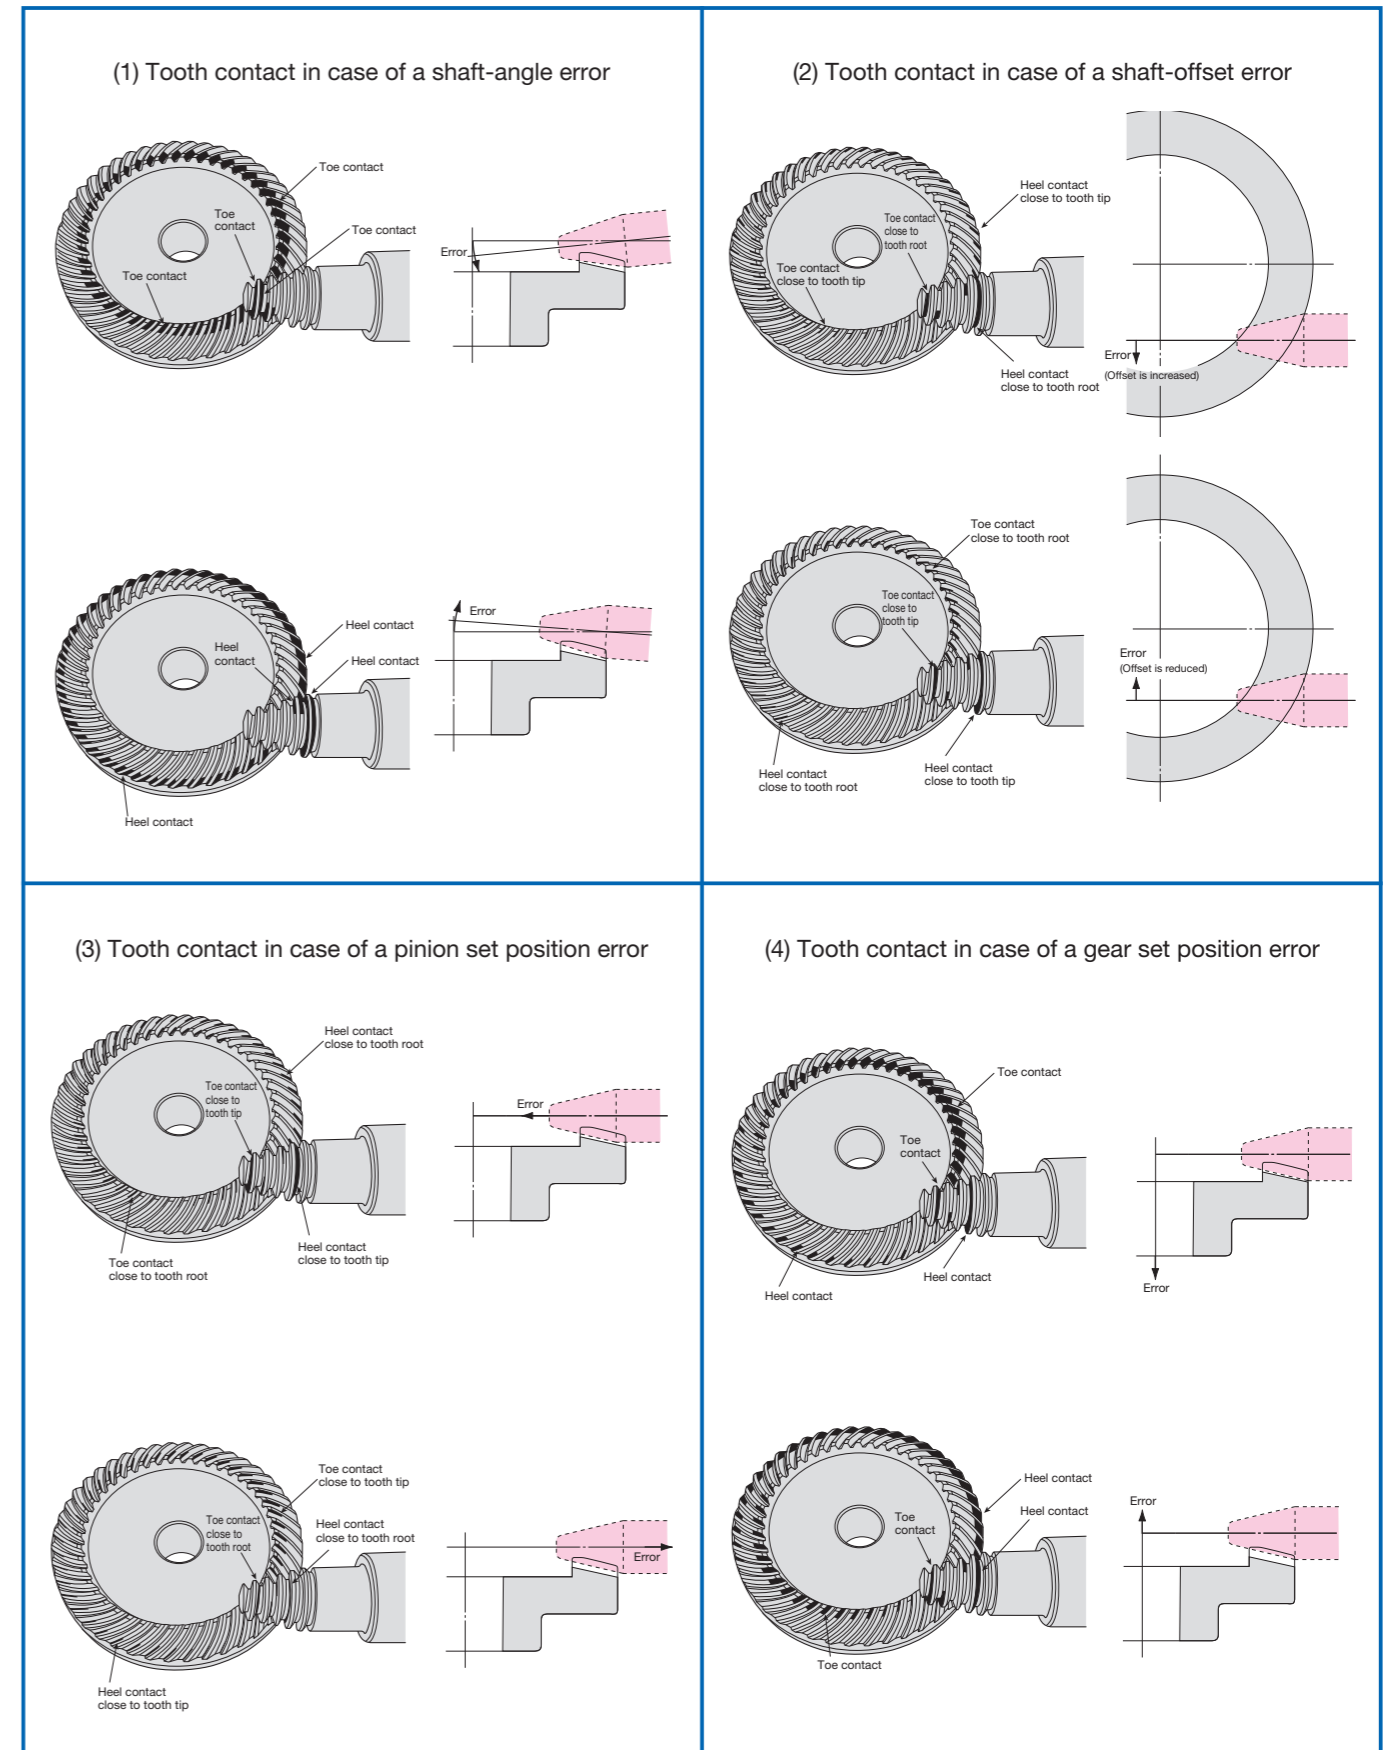 (1) Tooth contact in case of a shaft-angle error
Toe contact
Toe
contact
Toe contact
Toe contact
Error
Heel contact
Heel
contact
Heel contact
Heel contact
Error
(2) Tooth contact in case of a shaft-offset error
Heel contact
close to tooth tip
Toe contact
close to
tooth root
Toe contact
close to tooth tip
Heel contact
close to tooth root
Error
(Offset is increased)
Toe contact
close to tooth root
Toe contact
close to
tooth tip
Heel contact
close to tooth root
Heel contact
close to tooth tip
Error
(Offset is reduced)
(3) Tooth contact in case of a pinion set position error
Heel contact
close to tooth root
Toe contact
close to
tooth tip
Heel contact
close to tooth tip
Toe contact
close to tooth root
Error
Toe contact
close to tooth tip
Toe contact
close to
tooth root
Heel contact
close to tooth root
Heel contact
close to tooth tip
Error
(4) Tooth contact in case of a gear set position error
Toe contact
Toe
contact
Heel contact
Heel contact
Error
Heel contact
Heel contact
Toe
contact
Toe contact
Error